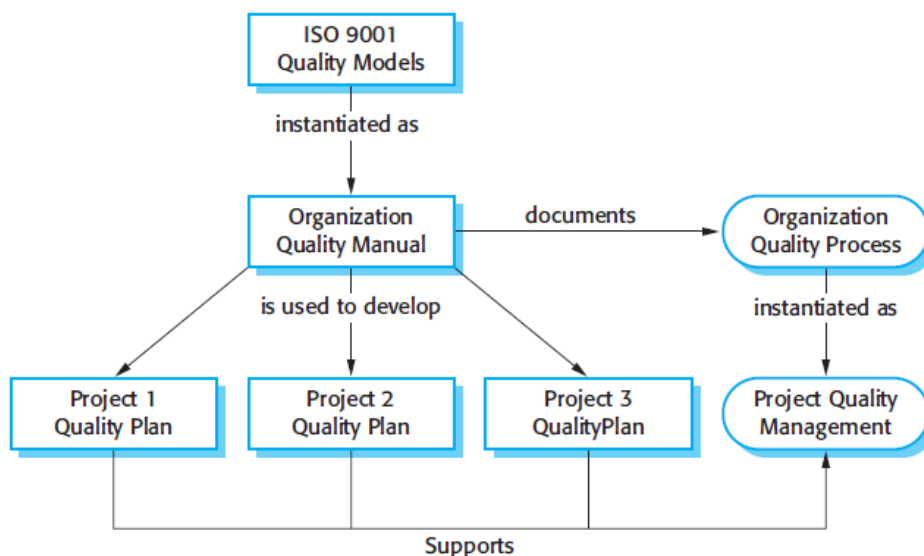 ISO 9001
Quality Models
instantiated as
Organization
Quality Manual
documents
Organization
Quality Process
is used to develop
instantiated as
Project 1
Quality Plan
Project 2
Quality Plan
Project 3
QualityPlan
Project Quality
Management
Supports